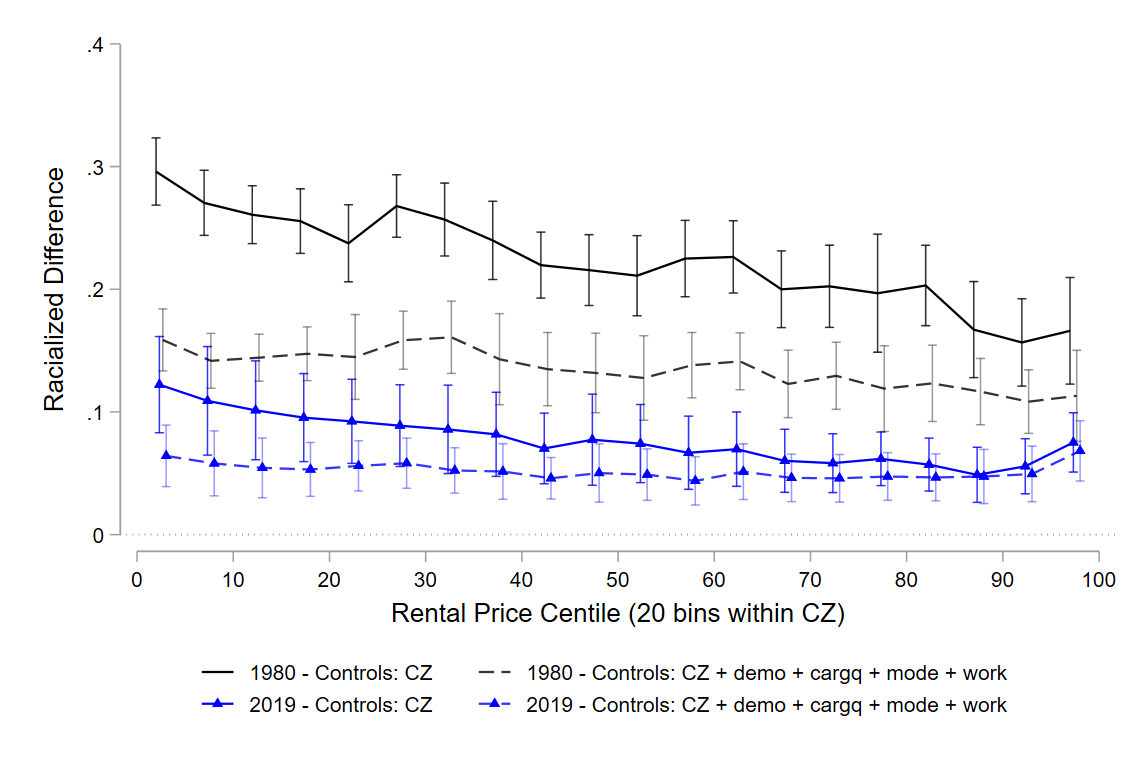 .4
.3
.2
.1
0
Racialized Difference
0 10 20 30 40 50 60 70 80 90 100
Rental Price Centile (20 bins within CZ)
1980 - Controls: CZ 1980 - Controls: CZ + demo + cargq + mode + work
2019 - Controls: CZ 2019 - Controls: CZ + demo + cargq + mode + work